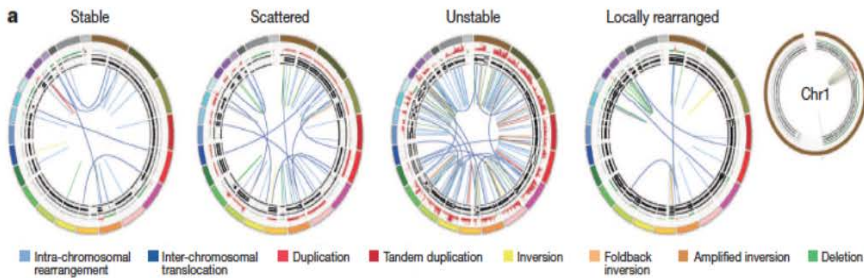 a
Stable
Scattered
Unstable
Locally rearranged
Chr1
Intra-chromosomal
rearrangement
Inter-chromosomal
translocation
Duplication
Tandem duplication
Inversion
Foldback
inversion
Amplified inversion
Deletion